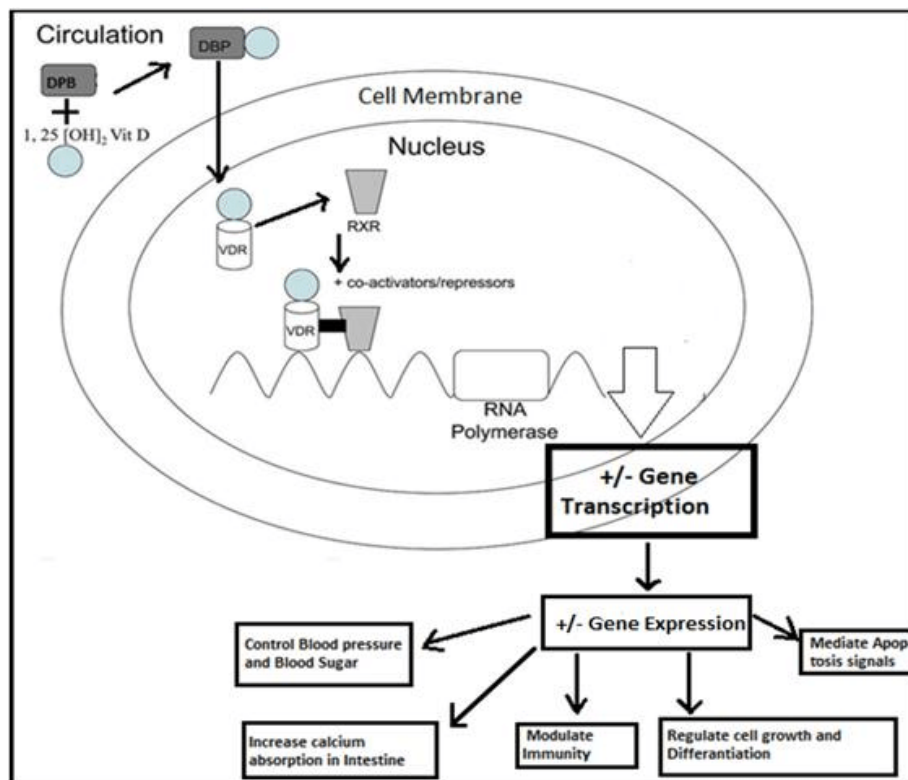 Circulation
DBP
DPB
1, 25 [OH]2 Vit D
Cell Membrane
Nucleus
VDR
RXR
+ co-activators/repressors
VDR
RNA
Polymerase
+/- Gene
Transcription
+/- Gene Expression
Control Blood pressure
and Blood Sugar
Mediate Apop
tosis signals
Increase calcium
absorption in Intestine
Modulate
Immunity
Regulate cell growth and
Differantiation